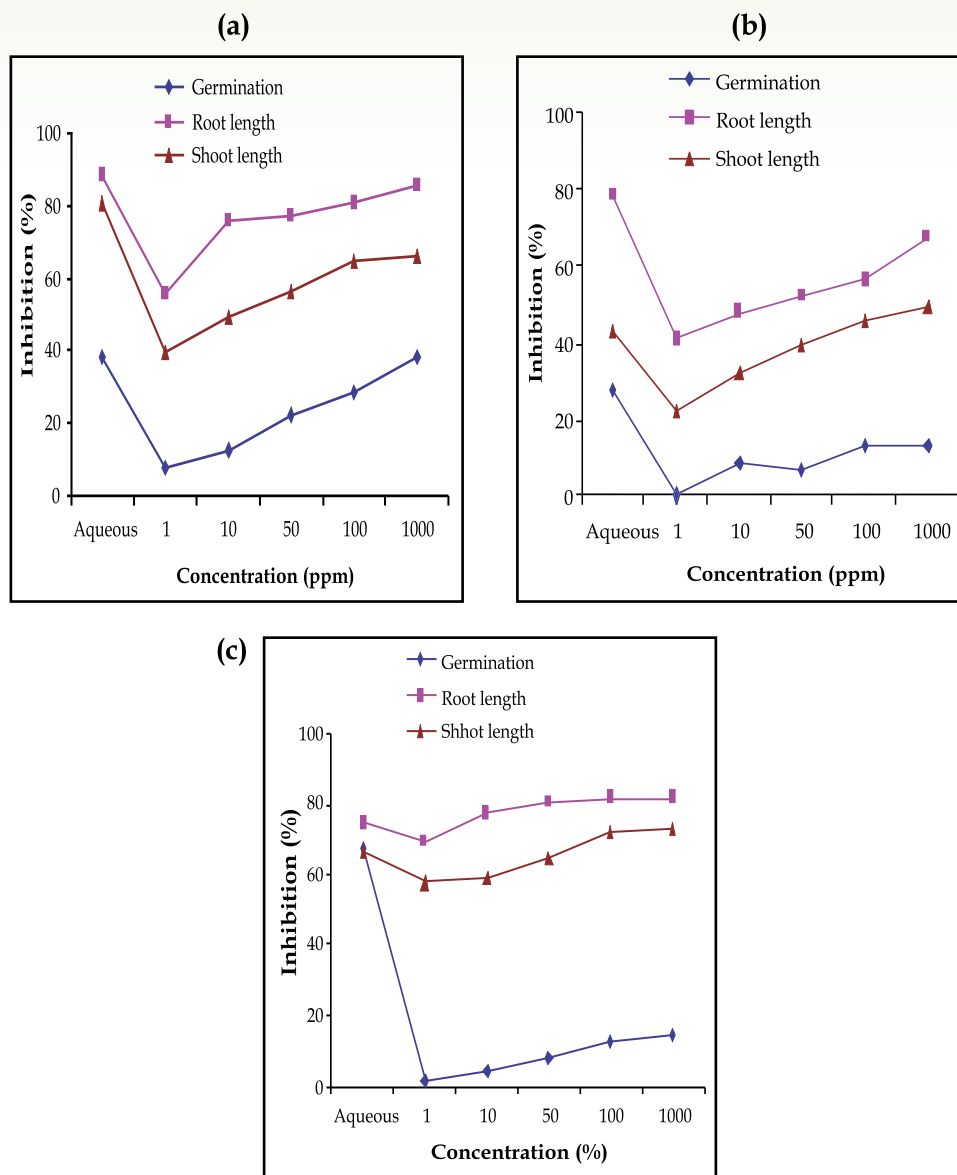 (a)
Germination
Root length
Shoot length
100
80
60
40
20
0
Inhibition (%)
Aqueous 1 10 50 100 1000
Concentration (ppm)
(b)
Germination
Root length
Shoot length
100
80
60
40
20
0
Inhibition (%)
Aqueous 1 10 50 100 1000
Concentration (ppm)
(c)
Germination
Root length
Shhot length
100
80
60
40
20
0
Inhibition (%)
Aqueous 1 10 50 100 1000
Concentration (%)